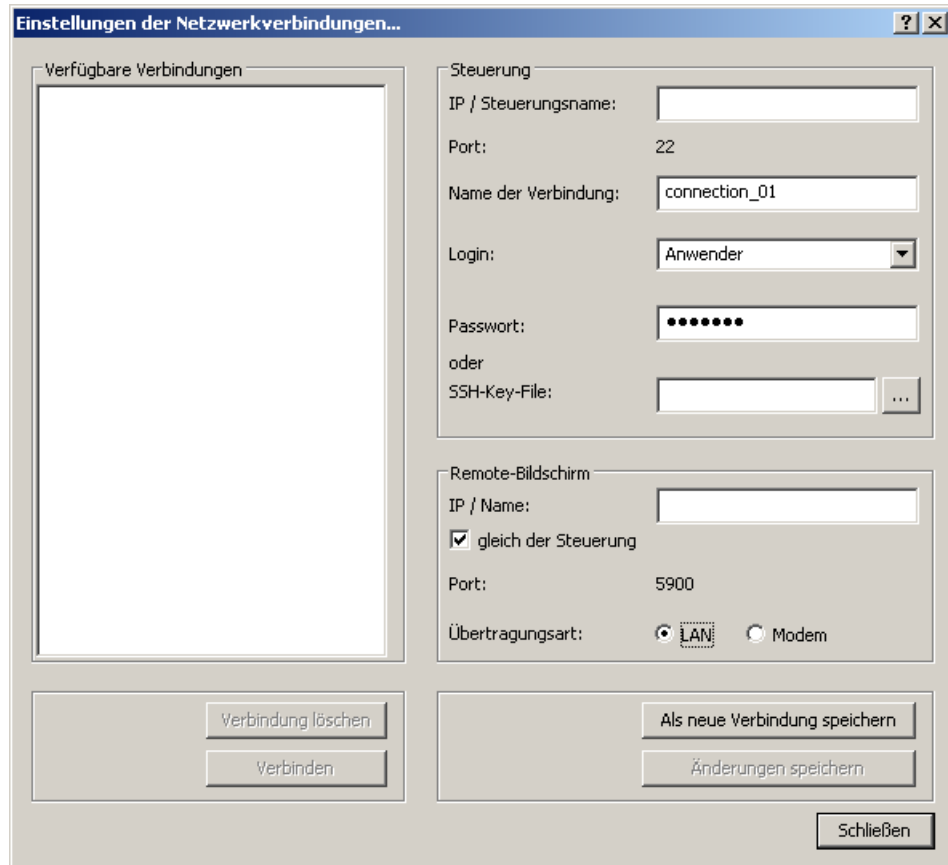 Einstellungen der Netzwerkverbindungen...
Verfügbare Verbindungen
Steuerung
IP / Steuerungsname:
Port: 22
Name der Verbindung: connection_01
Login: Anwender
Passwort: •••••••
oder
SSH-Key-File: ...
Remote-Bildschirm
IP / Name:
gleich der Steuerung
Port: 5900
Übertragungsart: LAN Modem
Verbindung löschen
Verbinden
Als neue Verbindung speichern
Änderungen speichern
Schließen